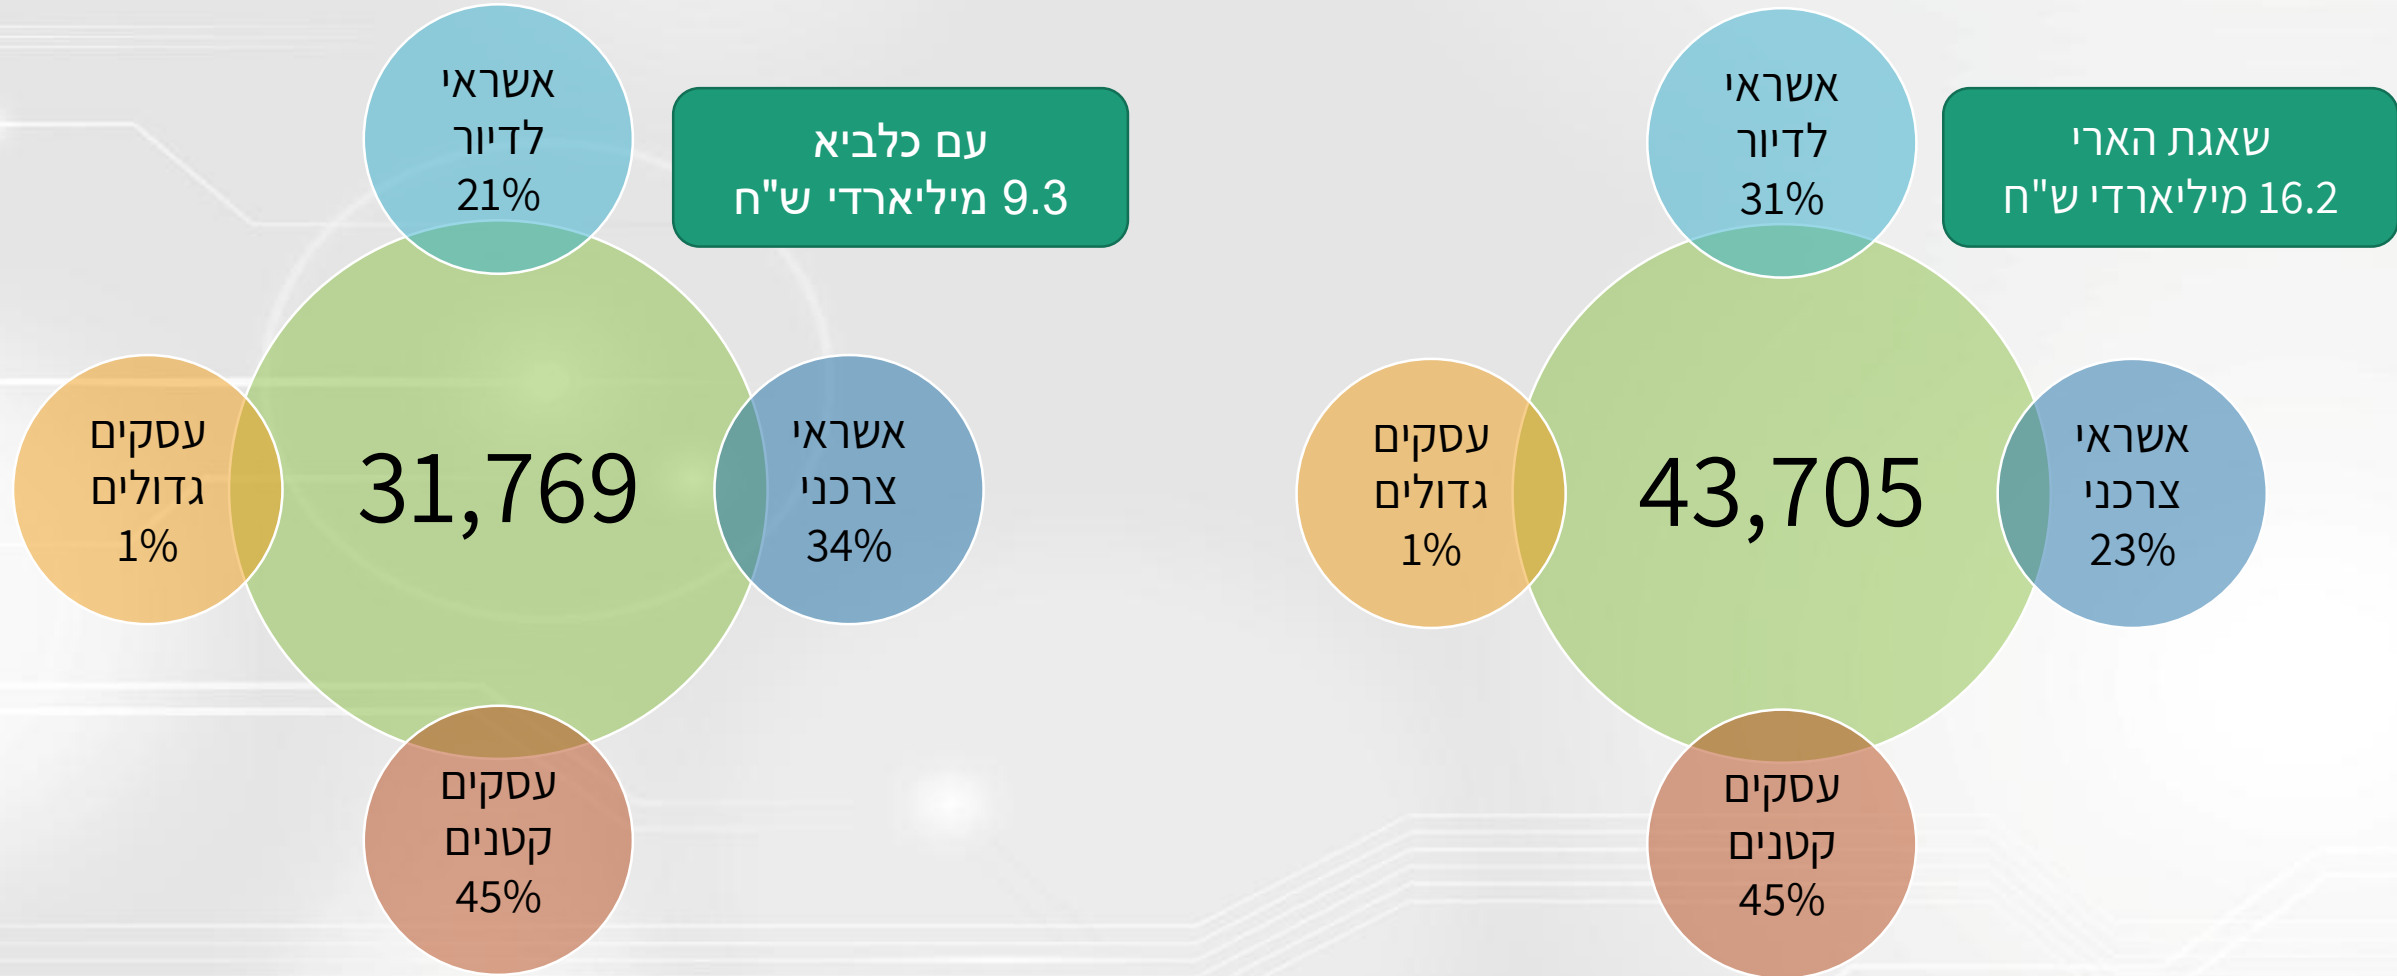 שאגת הארי
16.2 מיליארדי ש"ח
אשראי
לדיור
31%
עסקים
גדולים
1%
43,705
אשראי
צרכני
23%
עסקים
קטנים
45%
עם כלביא
9.3 מיליארדי ש"ח
אשראי
לדיור
21%
עסקים
גדולים
1%
31,769
אשראי
צרכני
34%
עסקים
קטנים
45%